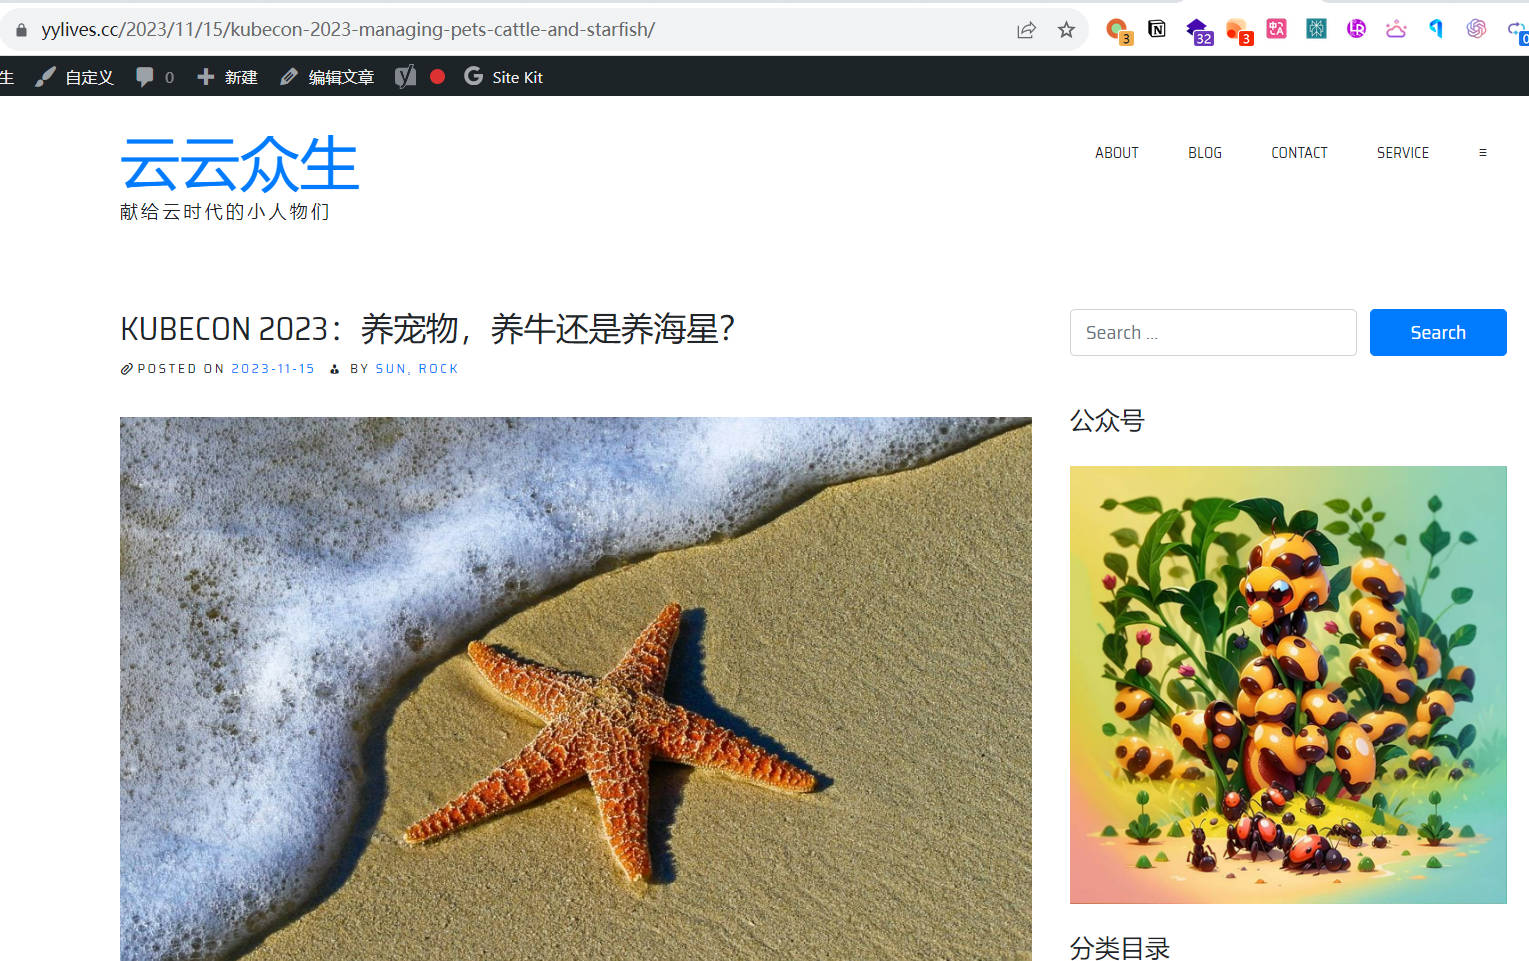 yylives.cc/2023/11/15/kubecon-2023-managing-pets-cattle-and-starfish/
3
32
3
生 自定义 0 新建 编辑文章 Site Kit
云云众生
献给云时代的小人物们
ABOUT BLOG CONTACT SERVICE ≡
KUBECON 2023：养宠物，养牛还是养海星？
POSTED ON 2023-11-15 BY SUN, ROCK
Search ...
Search
公众号
分类目录